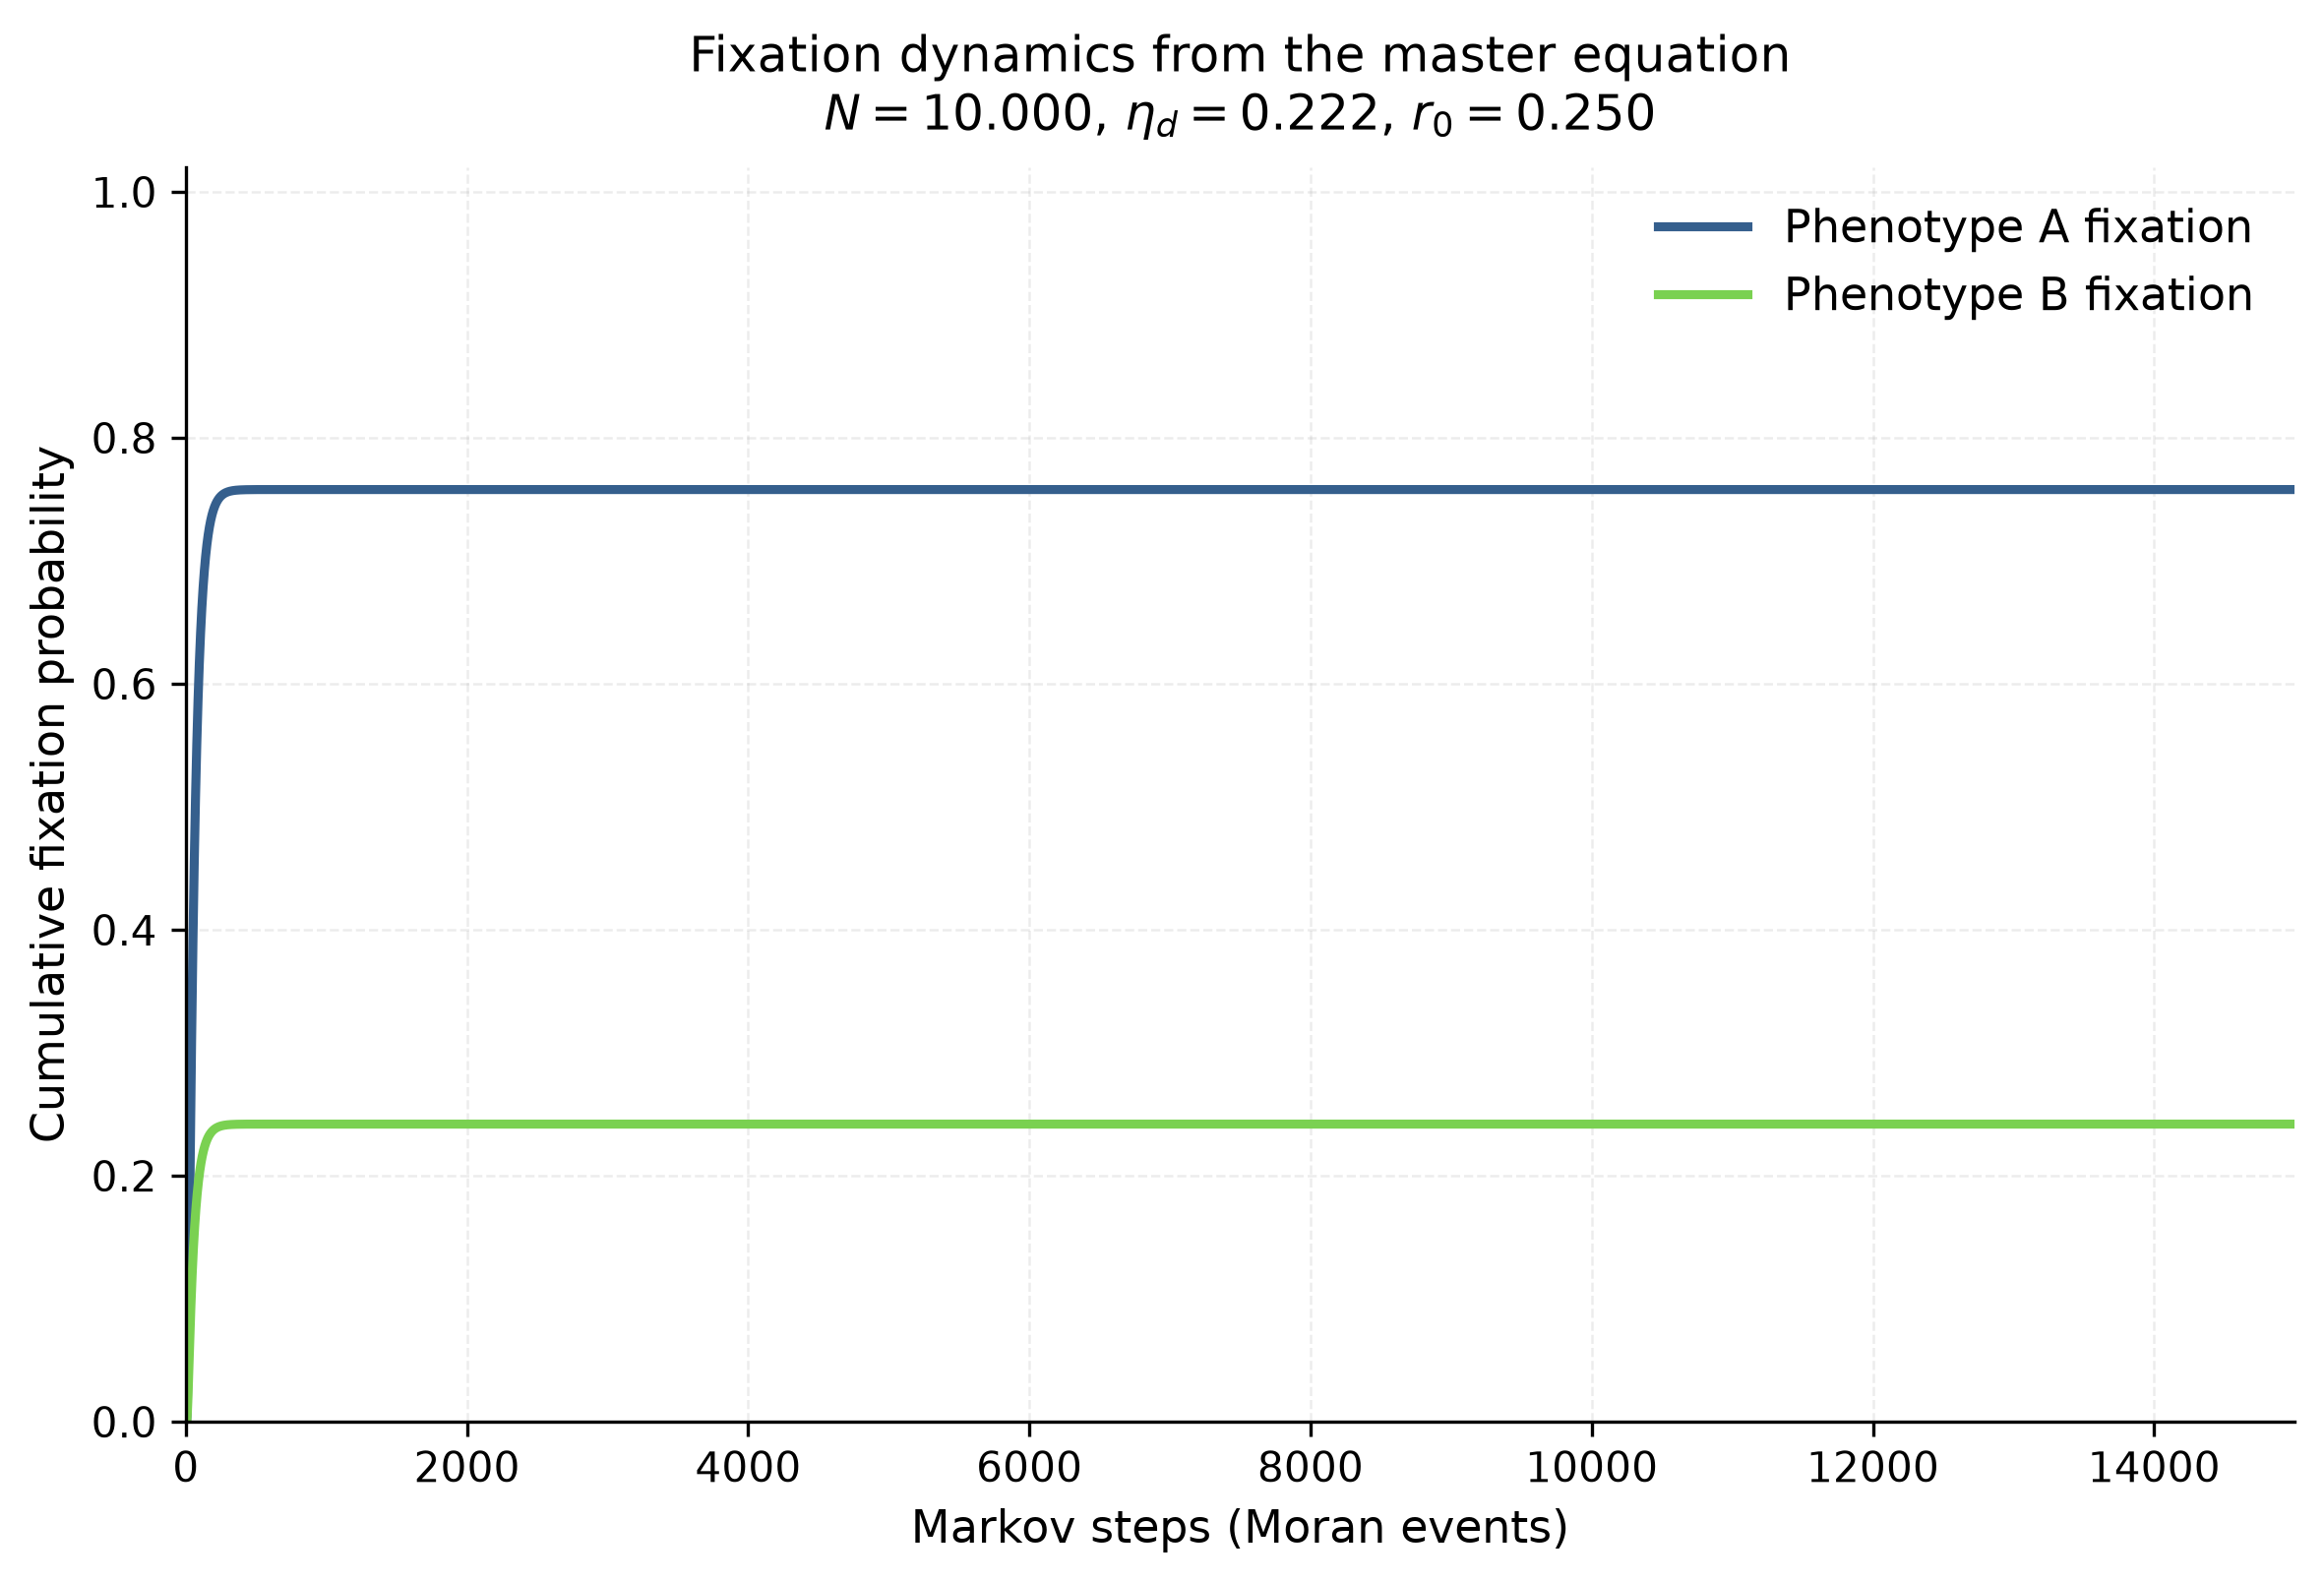 Fixation dynamics from the master equation
N = 10.000, η_d = 0.222, r_0 = 0.250
Phenotype A fixation
Phenotype B fixation
Cumulative fixation probability
1.0
0.8
0.6
0.4
0.2
0.0
0 2000 4000 6000 8000 10000 12000 14000
Markov steps (Moran events)